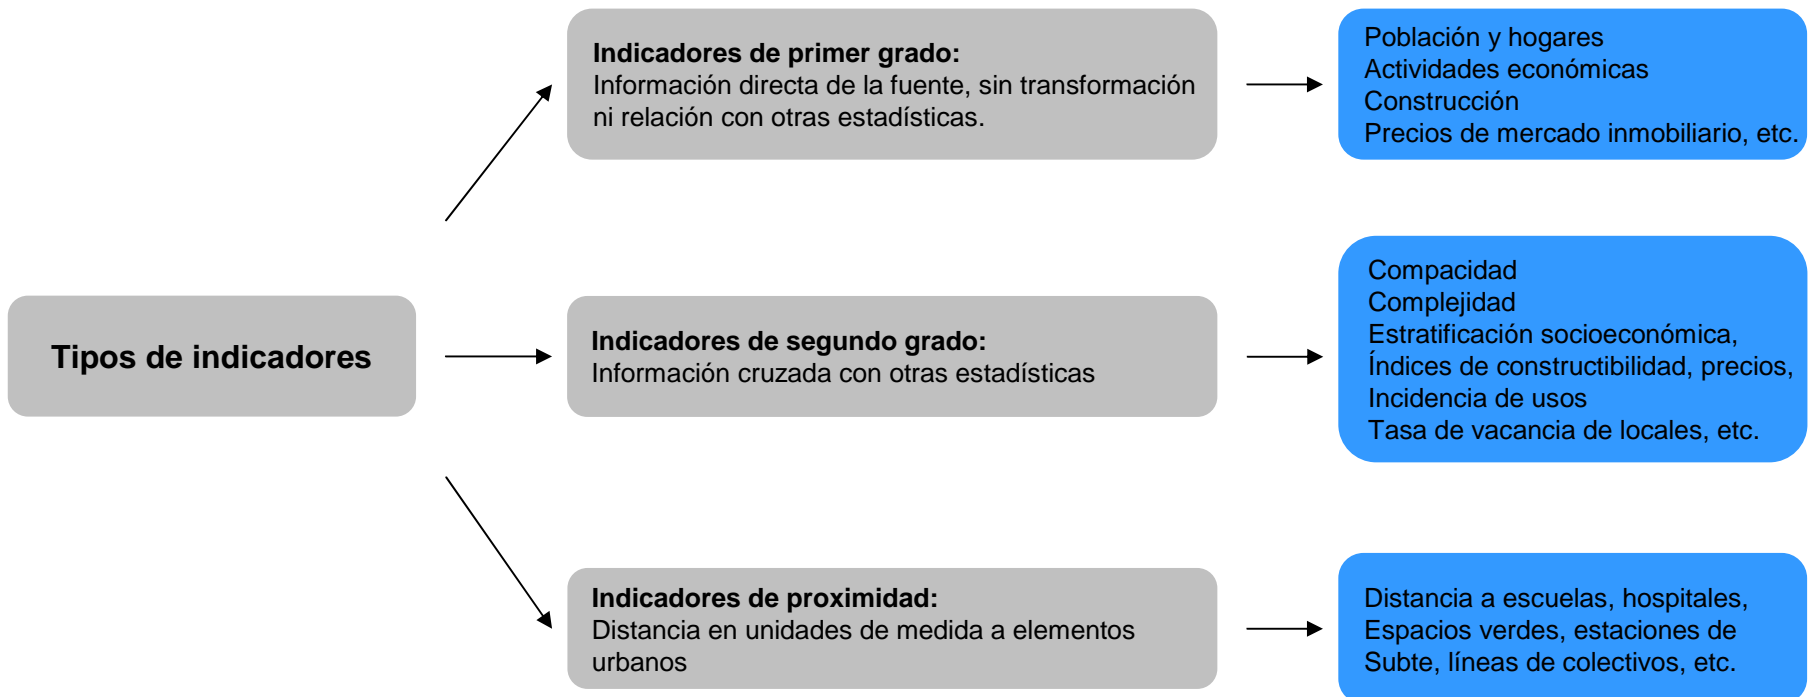 Tipos de indicadores
Indicadores de primer grado:
Información directa de la fuente, sin transformación
ni relación con otras estadísticas.
Población y hogares
Actividades económicas
Construcción
Precios de mercado inmobiliario, etc.
Indicadores de segundo grado:
Información cruzada con otras estadísticas
Compacidad
Complejidad
Estratificación socioeconómica,
Índices de constructibilidad, precios,
Incidencia de usos
Tasa de vacancia de locales, etc.
Indicadores de proximidad:
Distancia en unidades de medida a elementos
urbanos
Distancia a escuelas, hospitales,
Espacios verdes, estaciones de
Subte, líneas de colectivos, etc.